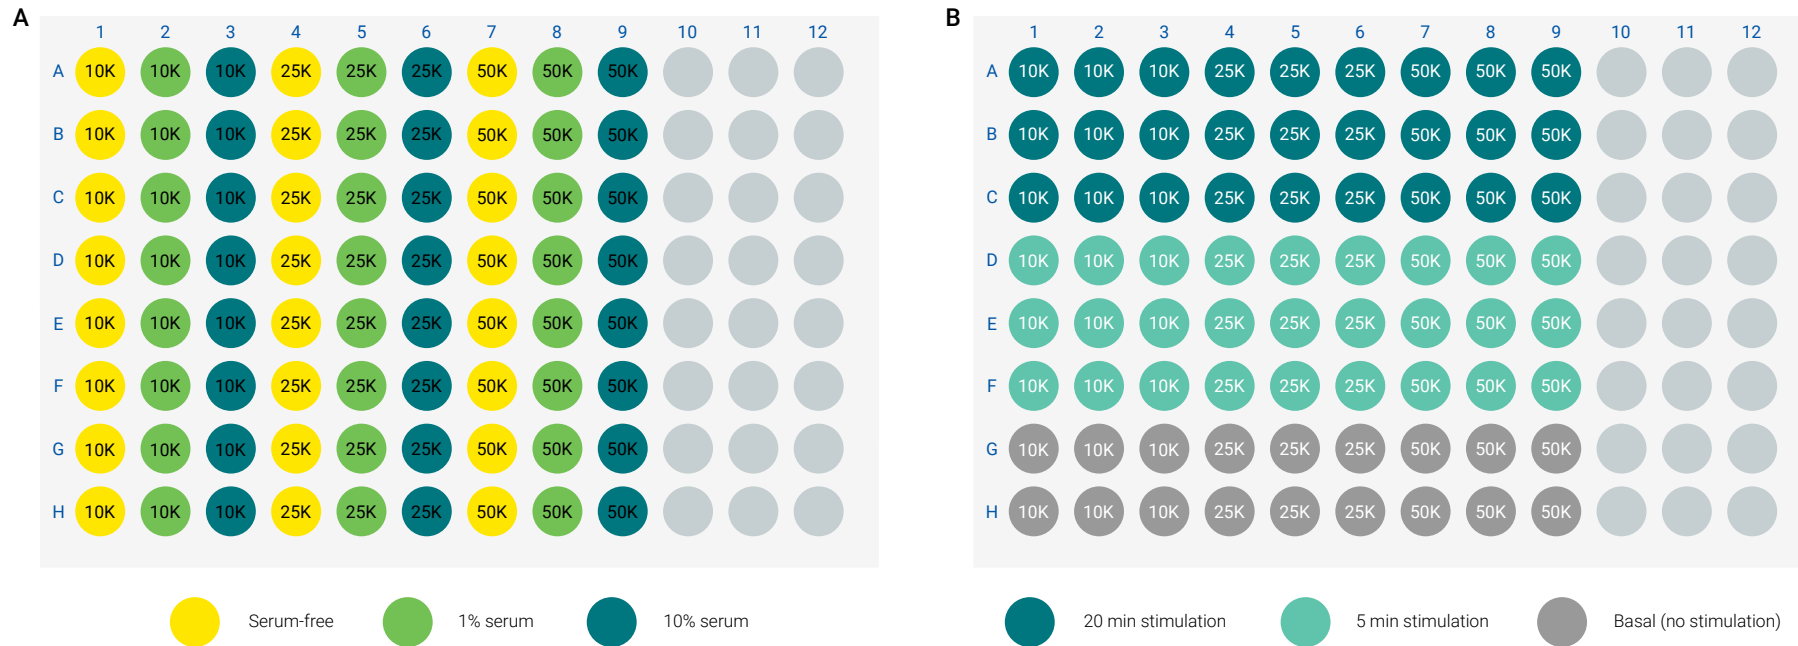 A B
1 2 3 4 5 6 7 8 9 10 11 12 1 2 3 4 5 6 7 8 9 10 11 12
A 10K 10K 10K 25K 25K 25K 50K 50K 50K A 10K 10K 10K 25K 25K 25K 50K 50K 50K
B 10K 10K 10K 25K 25K 25K 50K 50K 50K B 10K 10K 10K 25K 25K 25K 50K 50K 50K
C 10K 10K 10K 25K 25K 25K 50K 50K 50K C 10K 10K 10K 25K 25K 25K 50K 50K 50K
D 10K 10K 10K 25K 25K 25K 50K 50K 50K D 10K 10K 10K 25K 25K 25K 50K 50K 50K
E 10K 10K 10K 25K 25K 25K 50K 50K 50K E 10K 10K 10K 25K 25K 25K 50K 50K 50K
F 10K 10K 10K 25K 25K 25K 50K 50K 50K F 10K 10K 10K 25K 25K 25K 50K 50K 50K
G 10K 10K 10K 25K 25K 25K 50K 50K 50K G 10K 10K 10K 25K 25K 25K 50K 50K 50K
H 10K 10K 10K 25K 25K 25K 50K 50K 50K H 10K 10K 10K 25K 25K 25K 50K 50K 50K
Serum-free 1% serum 10% serum 20 min stimulation 5 min stimulation Basal (no stimulation)